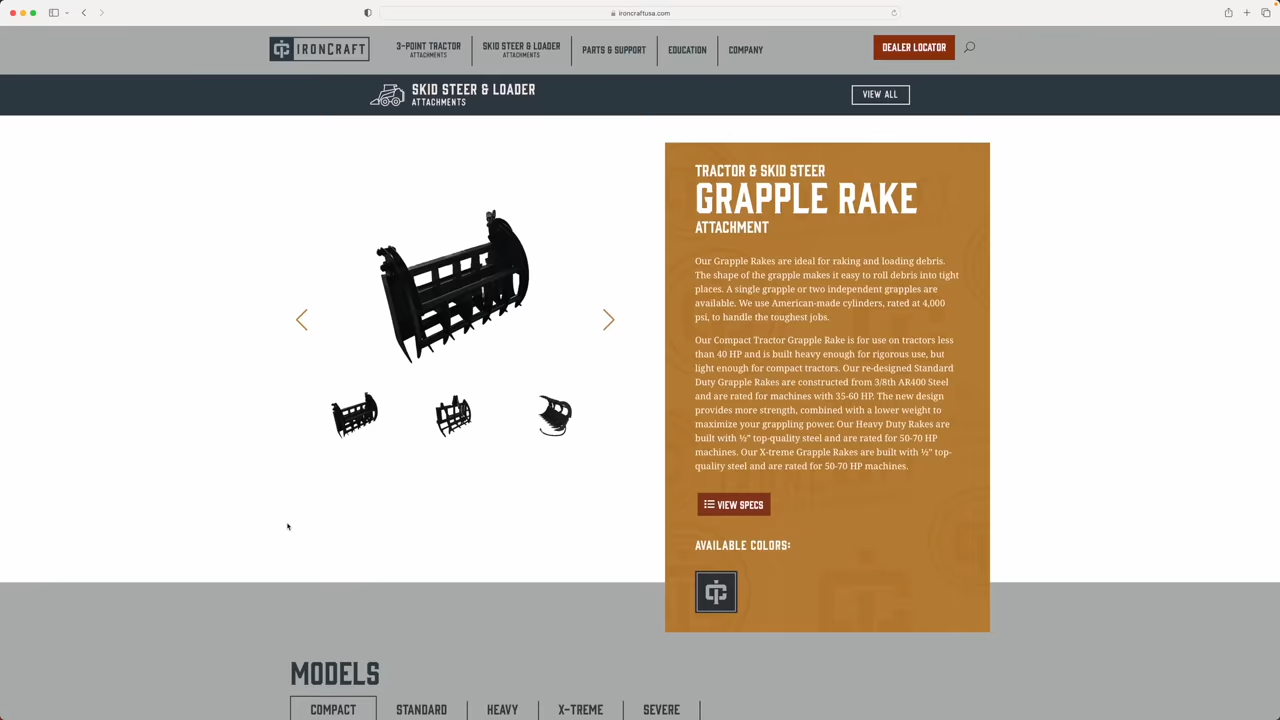 ironcraftusa.com
IRONCRAFT
3-POINT TRACTOR
ATTACHMENTS
SKID STEER & LOADER
ATTACHMENTS
PARTS & SUPPORT
EDUCATION
COMPANY
DEALER LOCATOR
SKID STEER & LOADER
ATTACHMENTS
VIEW ALL
TRACTOR & SKID STEER
GRAPPLE RAKE
ATTACHMENT
Our Grapple Rakes are ideal for raking and loading debris.
The shape of the grapple makes it easy to roll debris into tight
places. A single grapple or two independent grapples are
available. We use American-made cylinders, rated at 4,000
psi, to handle the toughest jobs.
Our Compact Tractor Grapple Rake is for use on tractors less
than 40 HP and is built heavy enough for rigorous use, but
light enough for compact tractors. Our re-designed Standard
Duty Grapple Rakes are constructed from 3/8th AR400 Steel
and are rated for machines with 35-60 HP. The new design
provides more strength, combined with a lower weight to
maximize your grappling power. Our Heavy Duty Rakes are
built with ½” top-quality steel and are rated for 50-70 HP
machines. Our X-treme Grapple Rakes are built with ½” top-
quality steel and are rated for 50-70 HP machines.
VIEW SPECS
AVAILABLE COLORS:
MODELS
COMPACT
STANDARD
HEAVY
X-TREME
SEVERE